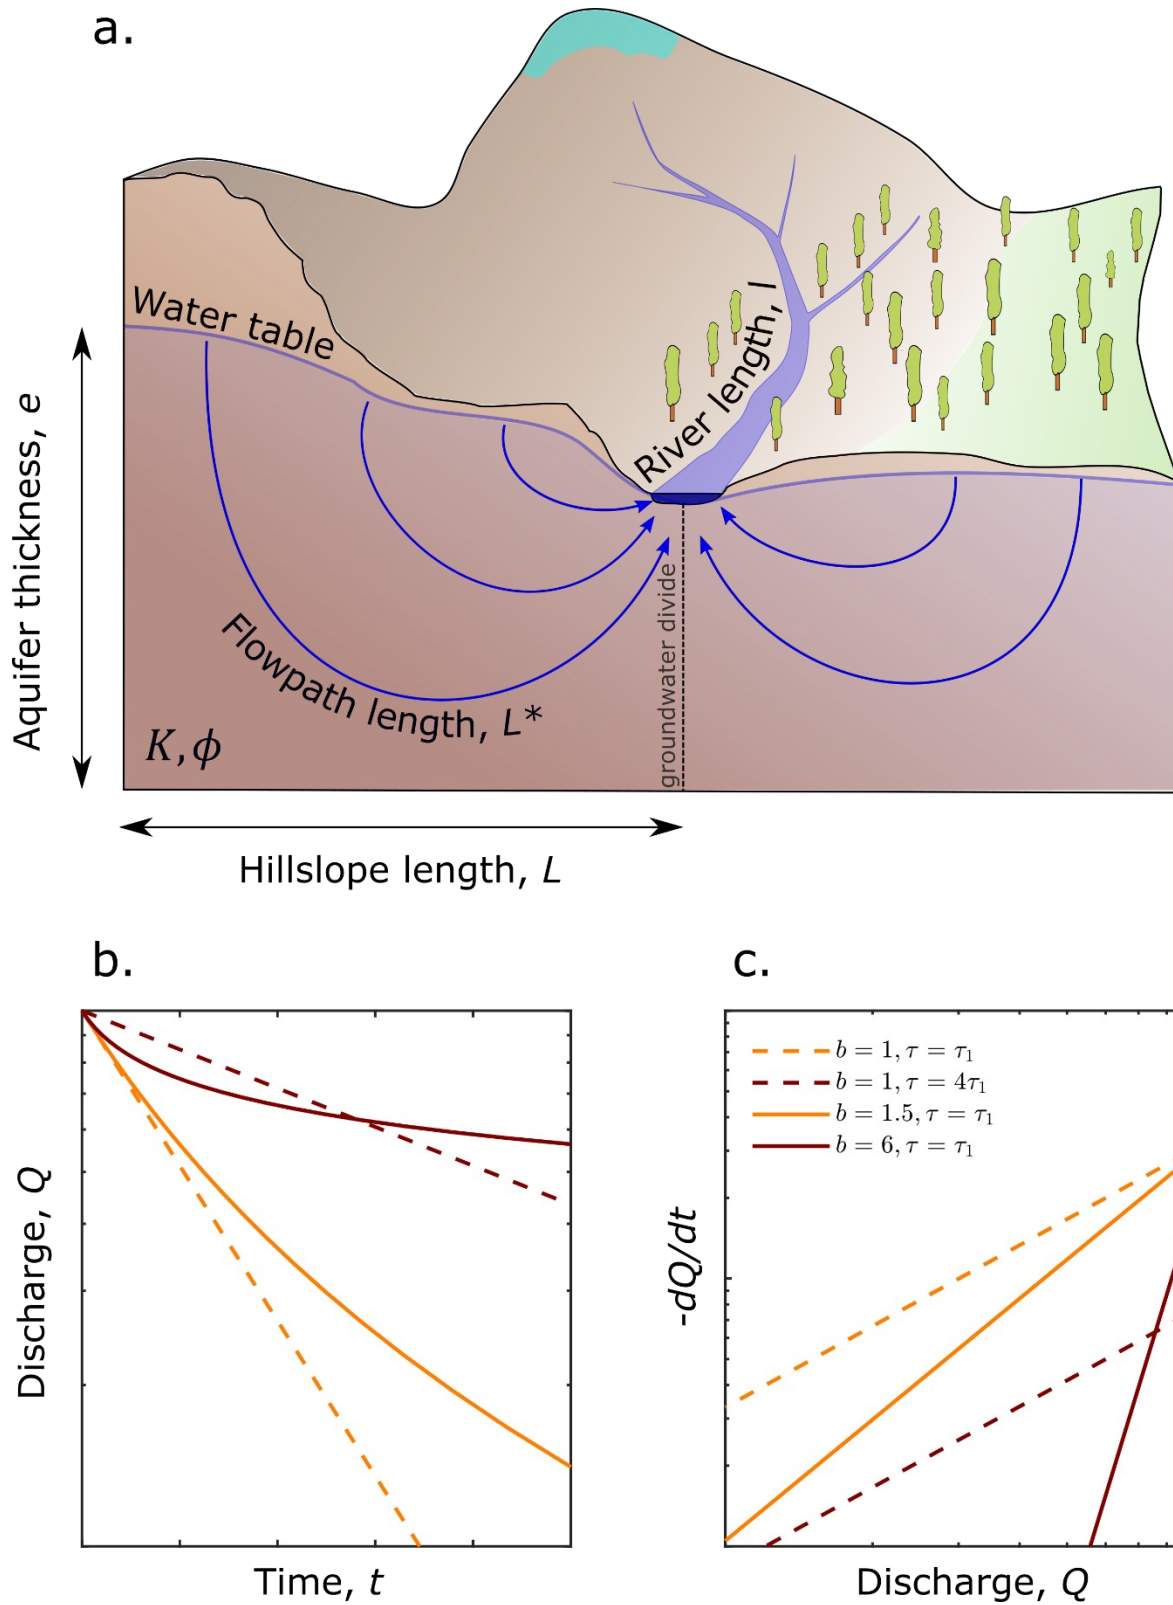 a.
Water table
River length, l
Aquifer thickness, e
Flowpath length, L*
groundwater divide
K, ϕ
Hillslope length, L
b.
Discharge, Q
Time, t
c.
b = 1, τ = τ₁
b = 1, τ = 4τ₁
b = 1.5, τ = τ₁
b = 6, τ = τ₁
-dQ/dt
Discharge, Q